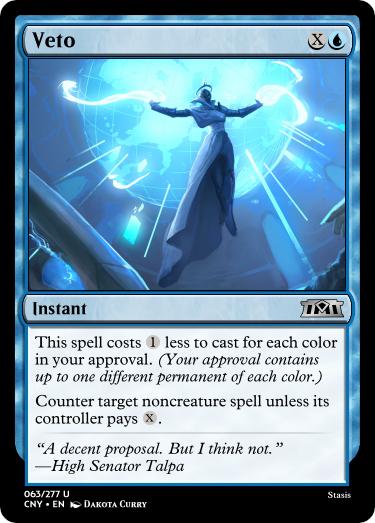 Veto X
Instant
This spell costs 1 less to cast for each color
in your approval. (Your approval contains
up to one different permanent of each color.)
Counter target noncreature spell unless its
controller pays X.
“A decent proposal. But I think not.”
—High Senator Talpa
063/277 U
CNY • EN DAKOTA CURRY
Stasis